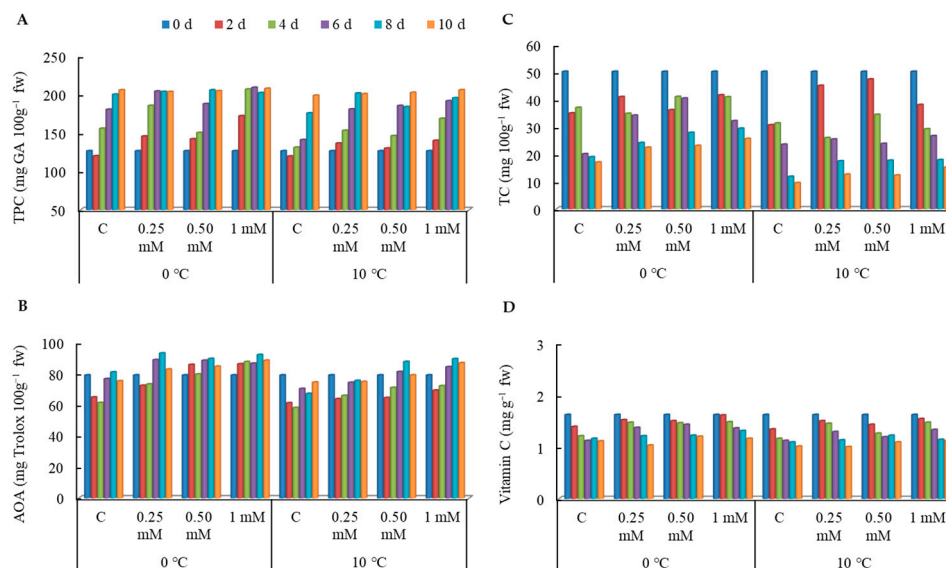 A
0 d 2 d 4 d 6 d 8 d 10 d
TPC (mg GA 100g⁻¹ fw)
250
200
150
100
50
C 0.25 mM 0.50 mM 1 mM C 0.25 mM 0.50 mM 1 mM
0 °C 10 °C
C
TC (mg 100g⁻¹ fw)
60
50
40
30
20
10
0
C 0.25 mM 0.50 mM 1 mM C 0.25 mM 0.50 mM 1 mM
0 °C 10 °C
B
AOA (mg Trolox 100g⁻¹ fw)
100
80
60
40
20
0
C 0.25 mM 0.50 mM 1 mM C 0.25 mM 0.50 mM 1 mM
0 °C 10 °C
D
Vitamin C (mg g⁻¹ fw)
3
2
1
0
C 0.25 mM 0.50 mM 1 mM C 0.25 mM 0.50 mM 1 mM
0 °C 10 °C